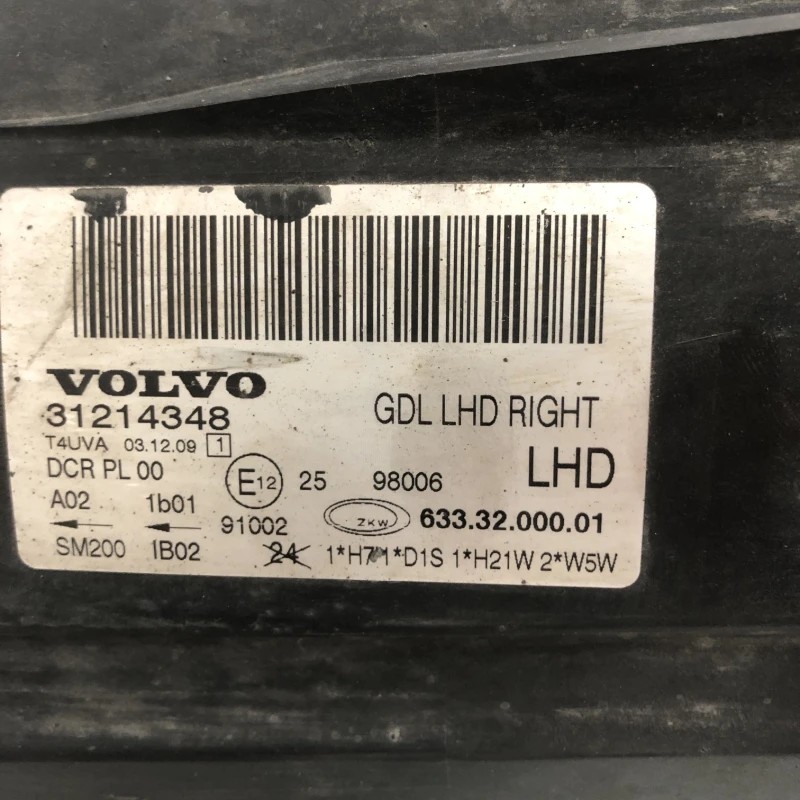 VOLVO
31214348 GDL LHD RIGHT
T4UVA 03.12.09 1
DCR PL 00 E12 25 98006 LHD
A02 1b01 91002 ZKW 633.32.000.01
SM200 IB02 24 1*H7 1*D1S 1*H21W 2*W5W